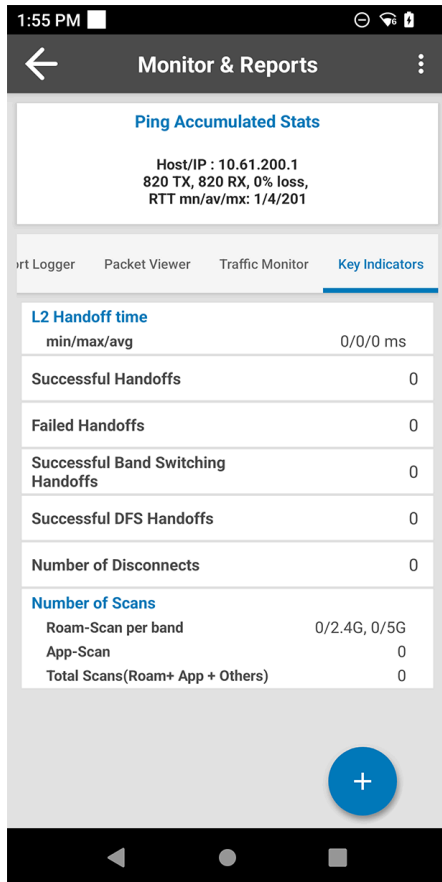 1:55 PM
Monitor & Reports
Ping Accumulated Stats
Host/IP : 10.61.200.1
820 TX, 820 RX, 0% loss,
RTT mn/av/mx: 1/4/201
ort Logger Packet Viewer Traffic Monitor Key Indicators
L2 Handoff time
min/max/avg 0/0/0 ms
Successful Handoffs 0
Failed Handoffs 0
Successful Band Switching
Handoffs 0
Successful DFS Handoffs 0
Number of Disconnects 0
Number of Scans
Roam-Scan per band 0/2.4G, 0/5G
App-Scan 0
Total Scans(Roam+ App + Others) 0